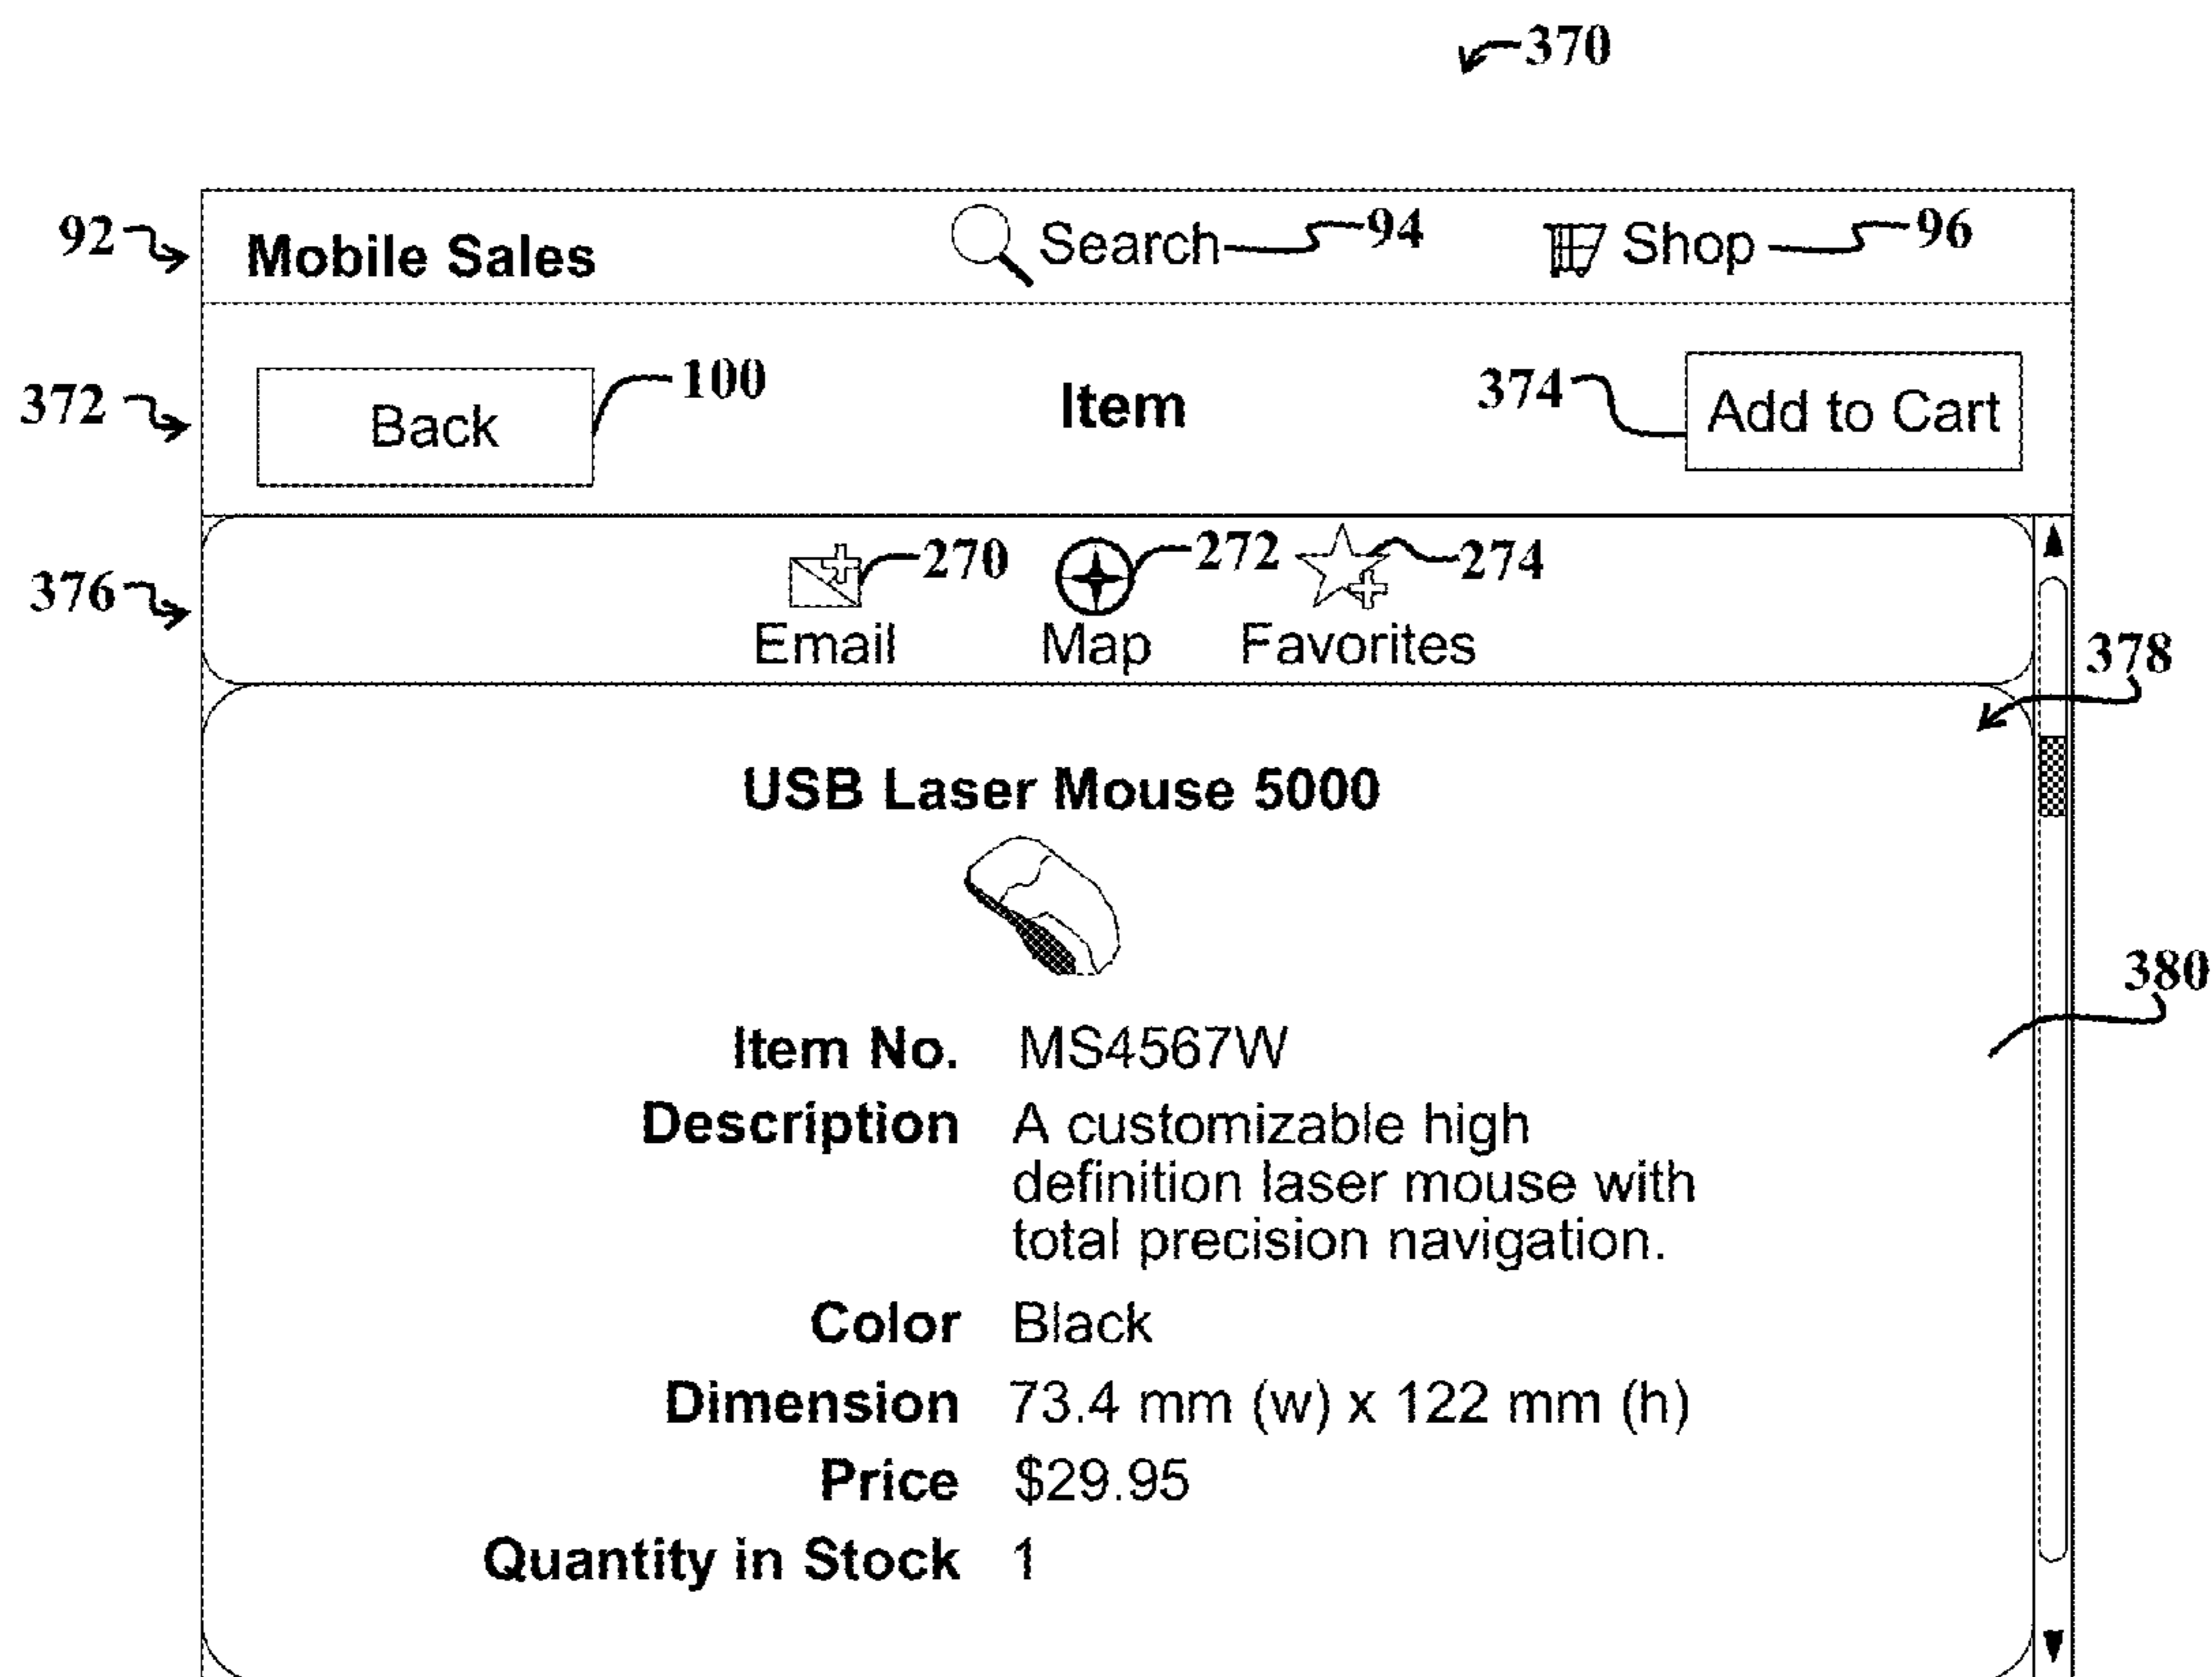 370
92 Mobile Sales Search 94 Shop 96
372 Back 100 Item 374 Add to Cart
376 270 272 274
Email Map Favorites
378
USB Laser Mouse 5000
380
Item No. MS4567W
Description A customizable high
definition laser mouse with
total precision navigation.
Color Black
Dimension 73.4 mm (w) x 122 mm (h)
Price $29.95
Quantity in Stock 1